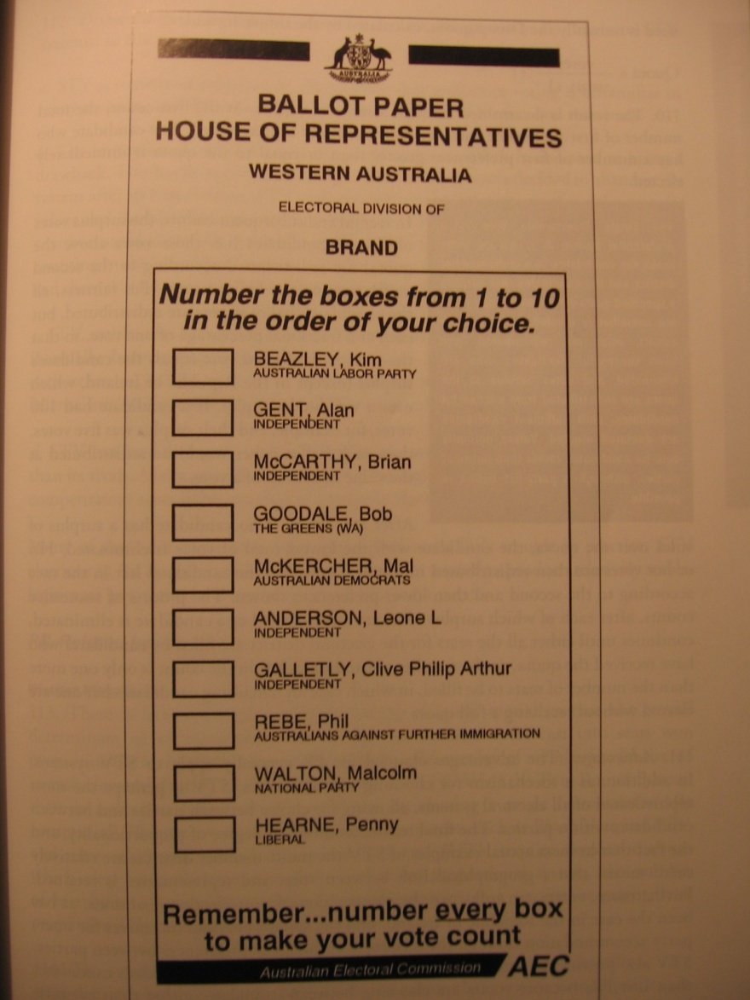 AUSTRALIA
BALLOT PAPER
HOUSE OF REPRESENTATIVES
WESTERN AUSTRALIA
ELECTORAL DIVISION OF
BRAND
Number the boxes from 1 to 10
in the order of your choice.
BEAZLEY, Kim
AUSTRALIAN LABOR PARTY
GENT, Alan
INDEPENDENT
McCARTHY, Brian
INDEPENDENT
GOODALE, Bob
THE GREENS (WA)
McKERCHER, Mal
AUSTRALIAN DEMOCRATS
ANDERSON, Leone L
INDEPENDENT
GALLETLY, Clive Philip Arthur
INDEPENDENT
REBE, Phil
AUSTRALIANS AGAINST FURTHER IMMIGRATION
WALTON, Malcolm
NATIONAL PARTY
HEARNE, Penny
LIBERAL
Remember...number every box
to make your vote count
Australian Electoral Commission AEC